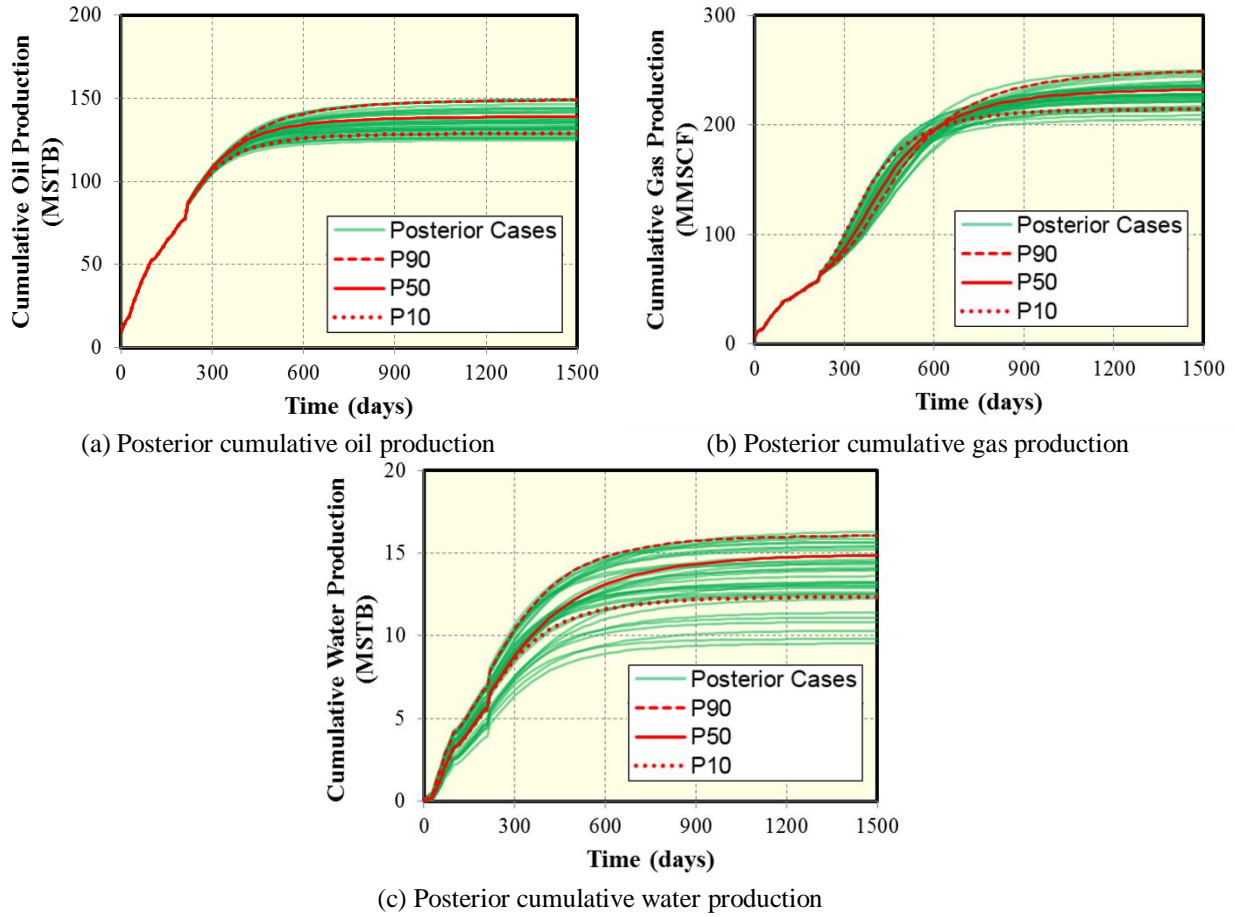 200
150
100
50
0
Cumulative Oil Production
(MSTB)
Posterior Cases
P90
P50
P10
0 300 600 900 1200 1500
Time (days)
(a) Posterior cumulative oil production
300
200
100
0
Cumulative Gas Production
(MMSCF)
Posterior Cases
P90
P50
P10
0 300 600 900 1200 1500
Time (days)
(b) Posterior cumulative gas production
20
15
10
5
0
Cumulative Water Production
(MSTB)
Posterior Cases
P90
P50
P10
0 300 600 900 1200 1500
Time (days)
(c) Posterior cumulative water production